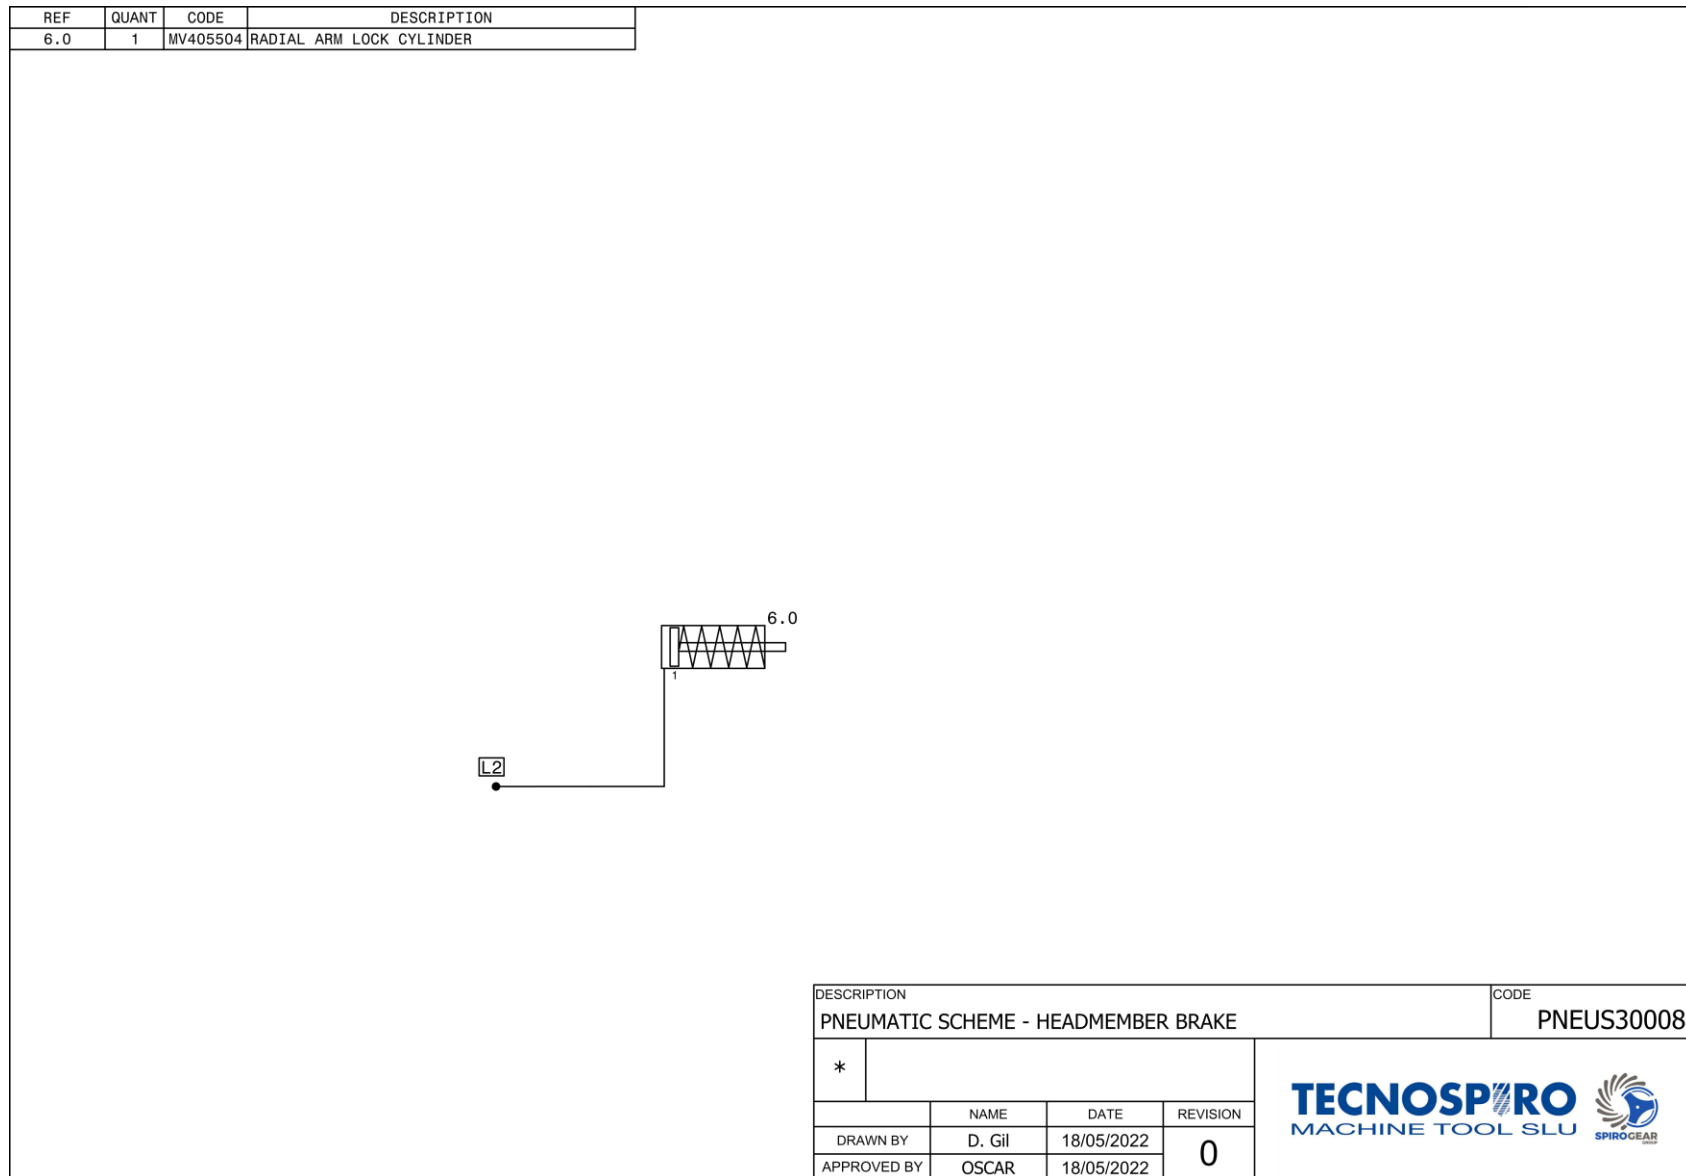 REF QUANT CODE DESCRIPTION
6.0 1 MV405504 RADIAL ARM LOCK CYLINDER
6.0
1
L2
DESCRIPTION
PNEUMATIC SCHEME - HEADMEMBER BRAKE
CODE
PNEUS30008
*
NAME DATE REVISION
DRAWN BY D. Gil 18/05/2022 0
APPROVED BY OSCAR 18/05/2022
TECNOSPIRO
MACHINE TOOL SLU
SPIROGEAR
GROUP